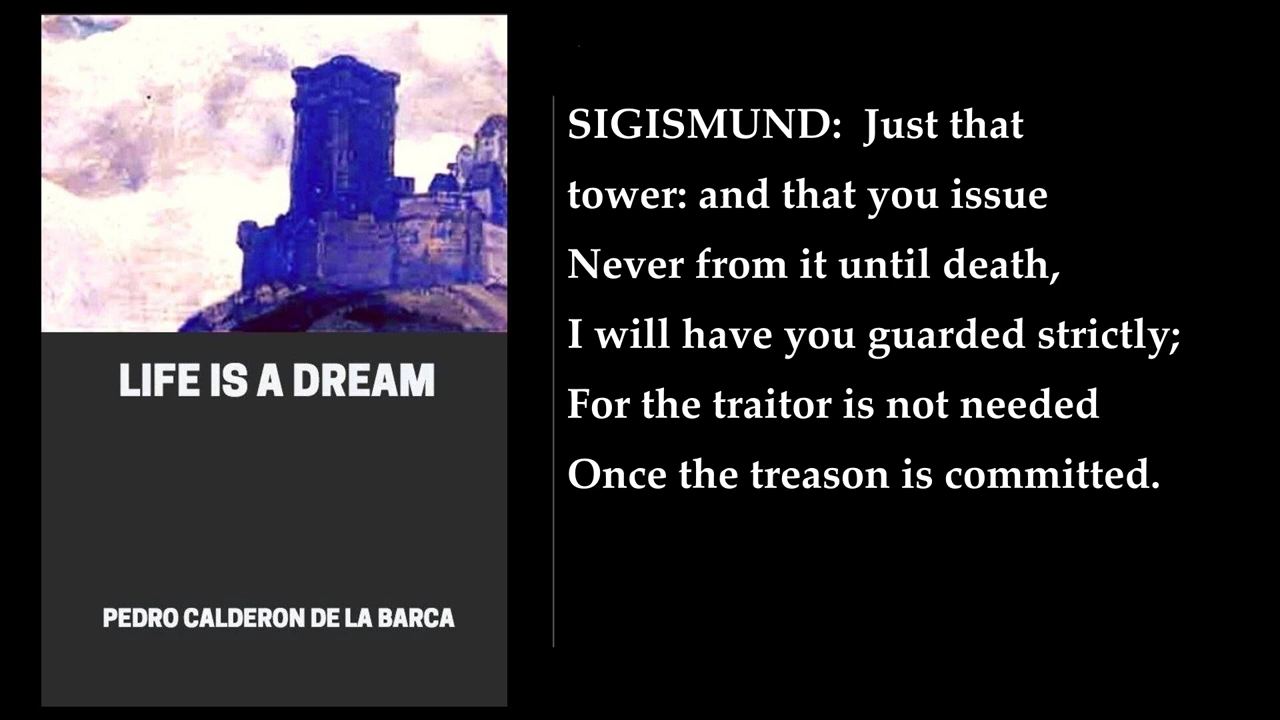 LIFE IS A DREAM
PEDRO CALDERON DE LA BARCA
SIGISMUND: Just that
tower: and that you issue
Never from it until death,
I will have you guarded strictly;
For the traitor is not needed
Once the treason is committed.